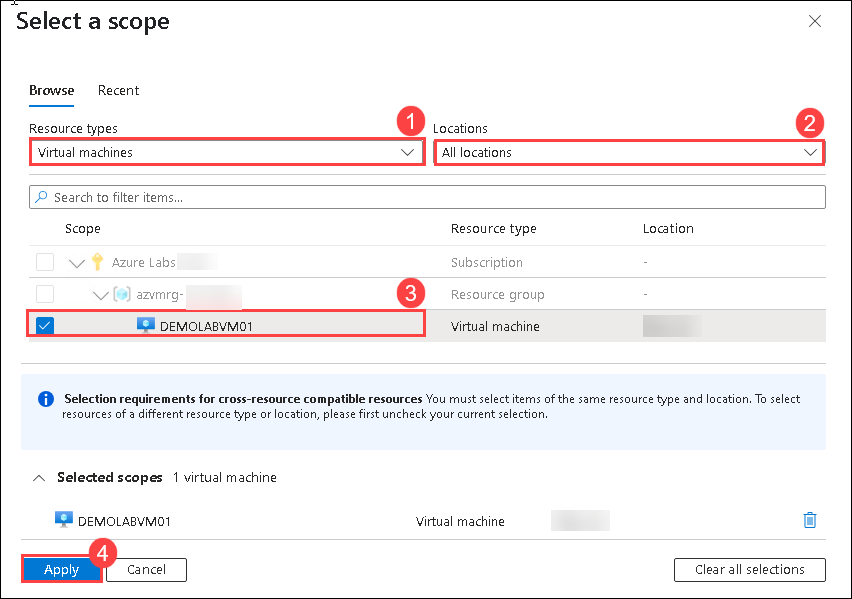 Select a scope
Browse Recent
Resource types 1 Locations 2
Virtual machines All locations
Search to filter items...
Scope Resource type Location
Azure Labs Subscription -
azvmrg- Resource group -
3
DEMOLABVM01 Virtual machine
Selection requirements for cross-resource compatible resources You must select items of the same resource type and location. To select
resources of a different resource type or location, please first uncheck your current selection.
Selected scopes 1 virtual machine
DEMOLABVM01 Virtual machine
4
Apply Cancel Clear all selections